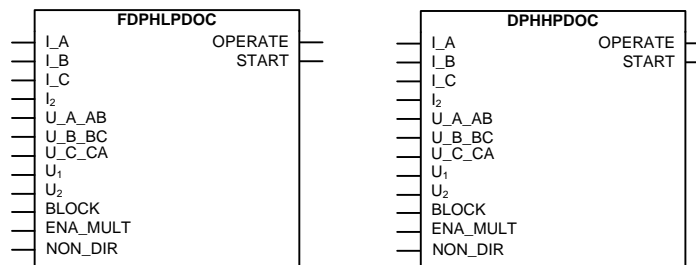 FDPHLPDOC
I_A OPERATE
I_B START
I_C
I₂
U_A_AB
U_B_BC
U_C_CA
U₁
U₂
BLOCK
ENA_MULT
NON_DIR
DPHHPDOC
I_A OPERATE
I_B START
I_C
I₂
U_A_AB
U_B_BC
U_C_CA
U₁
U₂
BLOCK
ENA_MULT
NON_DIR